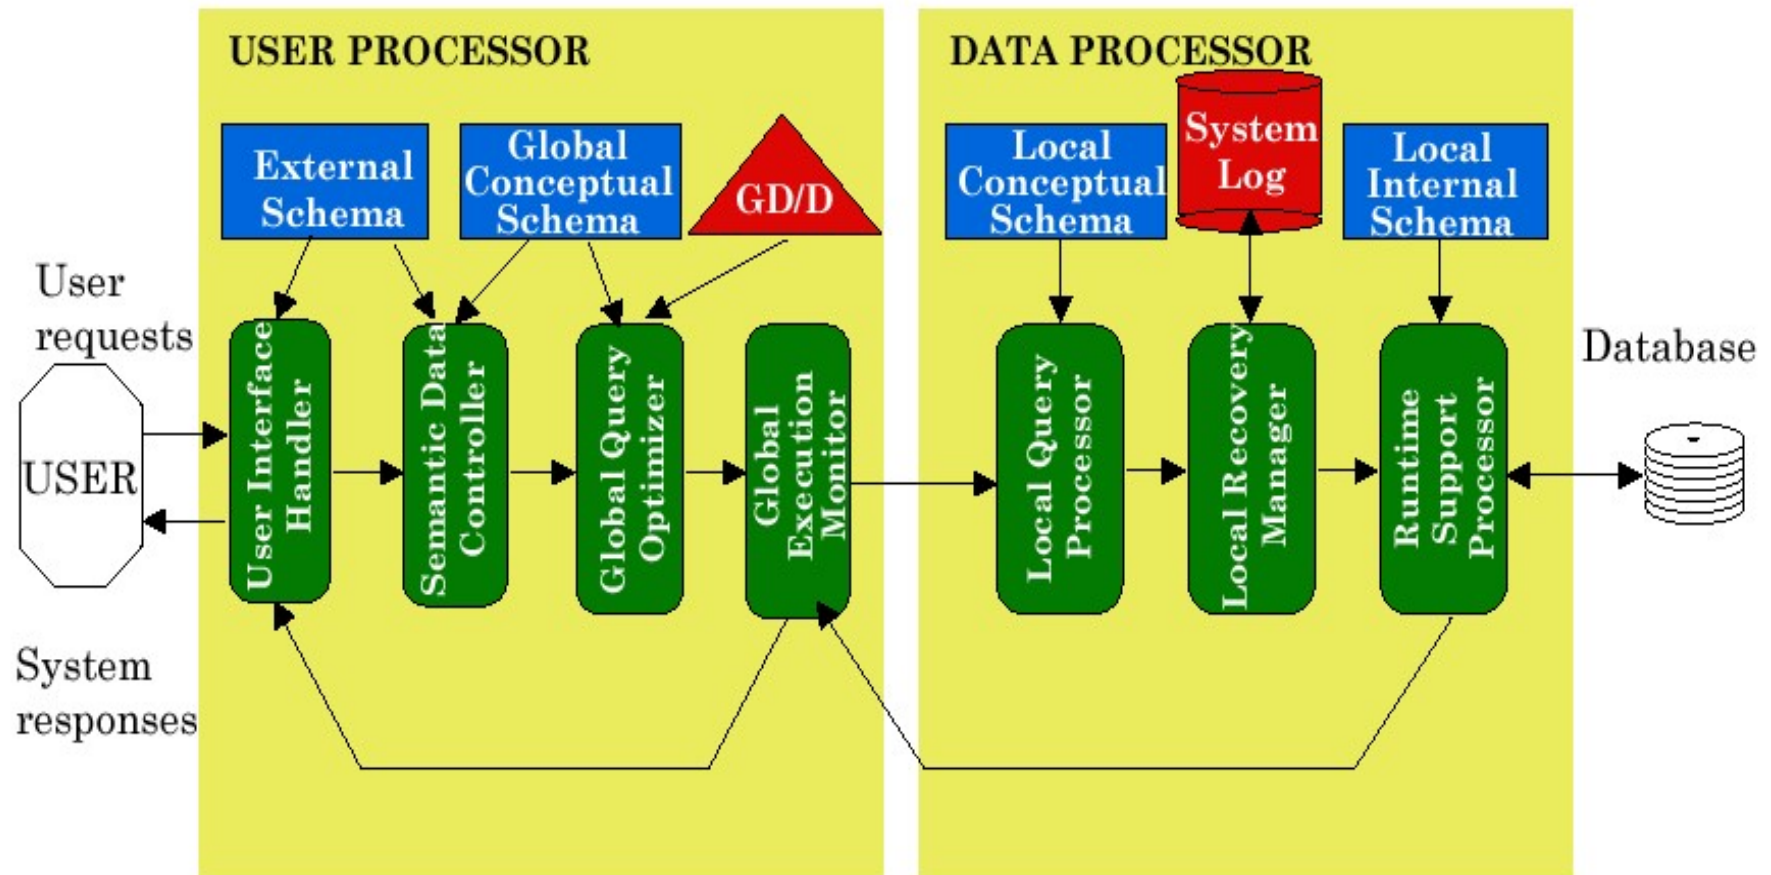 USER PROCESSOR
DATA PROCESSOR
External
Schema
Global
Conceptual
Schema
GD/D
Local
Conceptual
Schema
System
Log
Local
Internal
Schema
User
requests
USER
System
responses
User Interface
Handler
Semantic Data
Controller
Global Query
Optimizer
Global
Execution
Monitor
Local Query
Processor
Local Recovery
Manager
Runtime
Support
Processor
Database